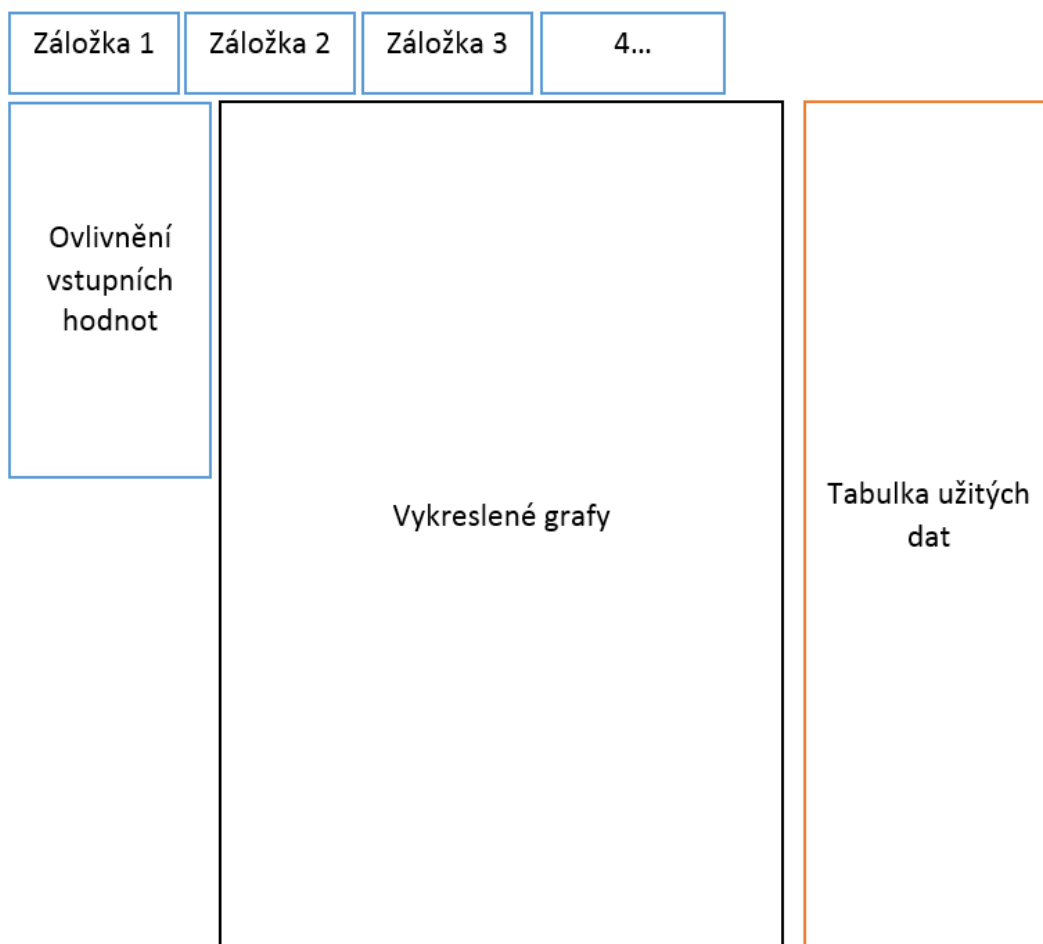 Záložka 1
Záložka 2
Záložka 3
4...
Ovlivnění
vstupních
hodnot
Vykreslené grafy
Tabulka užitých
dat